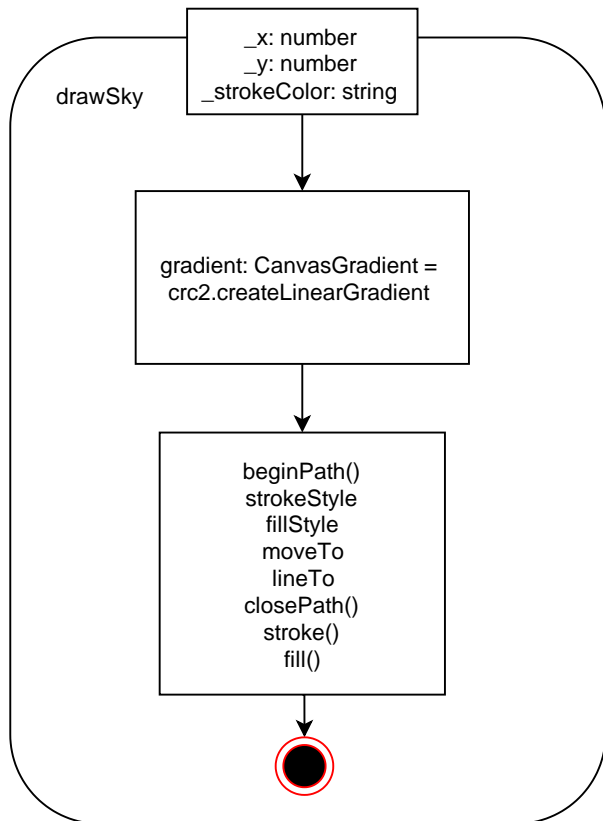 _x: number
_y: number
_strokeColor: string
drawSky
gradient: CanvasGradient =
crc2.createLinearGradient
beginPath()
strokeStyle
fillStyle
moveTo
lineTo
closePath()
stroke()
fill()